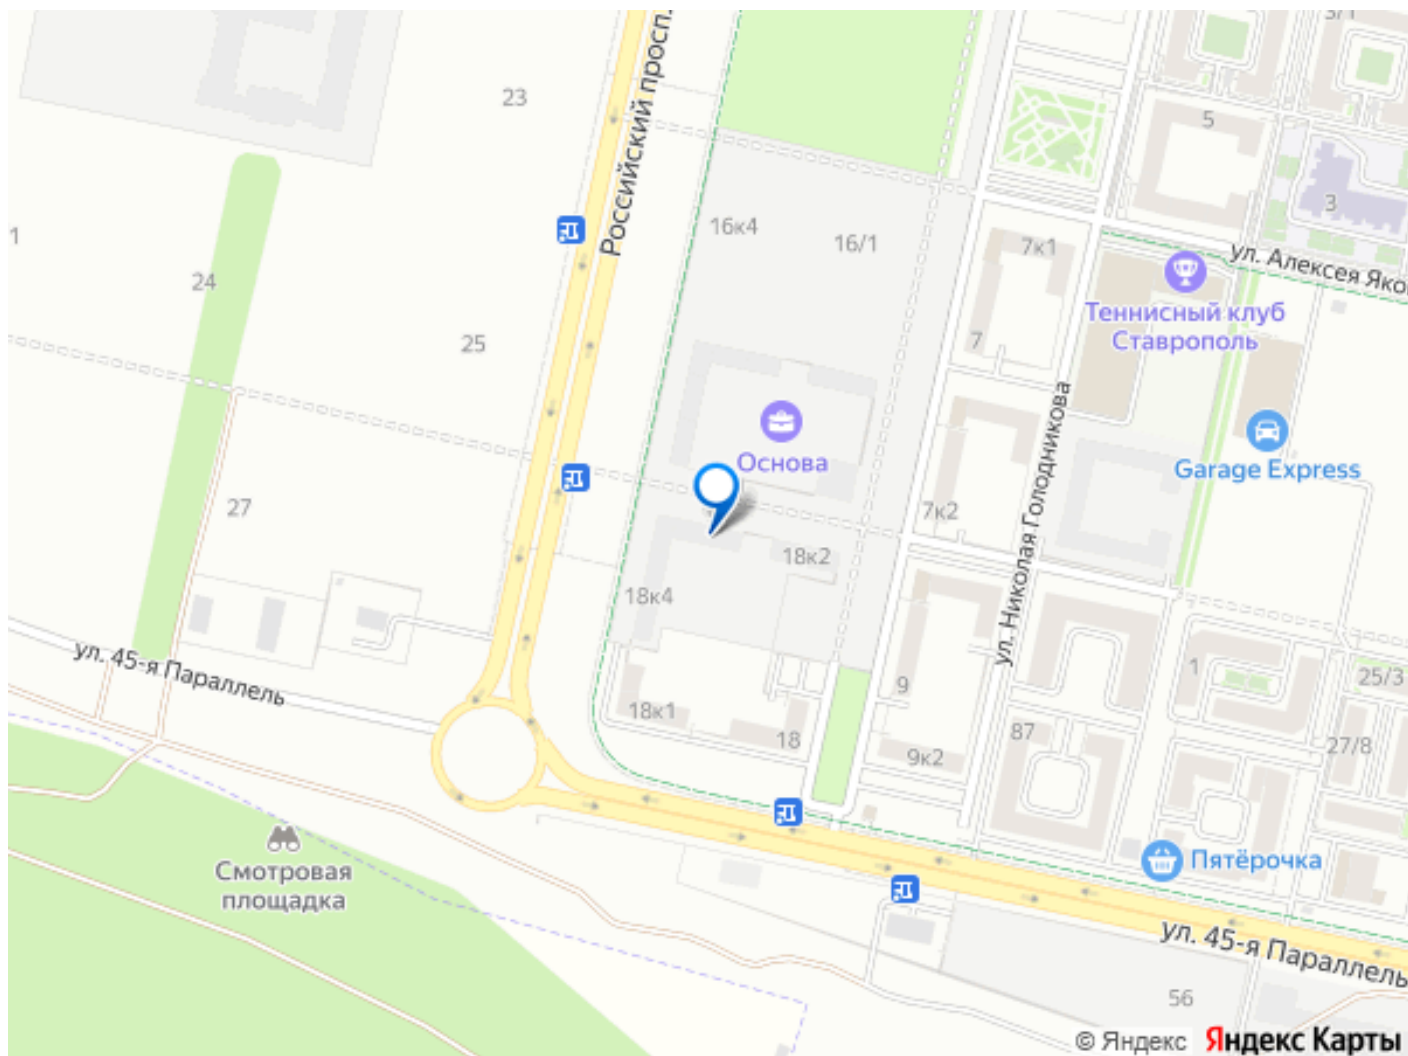 3/1
23
Российский просп.
5
3
16к4
16/1
7к1
ул. Алексея Яко
1
24
25
7
Теннисный клуб
Ставрополь
Основа
Garage Express
ул. Николая Голодникова
27
7к2
18к2
18к4
ул. 45-я Параллель
1
25/3
9
18к1
18
87
9к2
27/8
Смотровая
площадка
Пятёрочка
ул. 45-я Параллель
56
© Яндекс Яндекс Карты